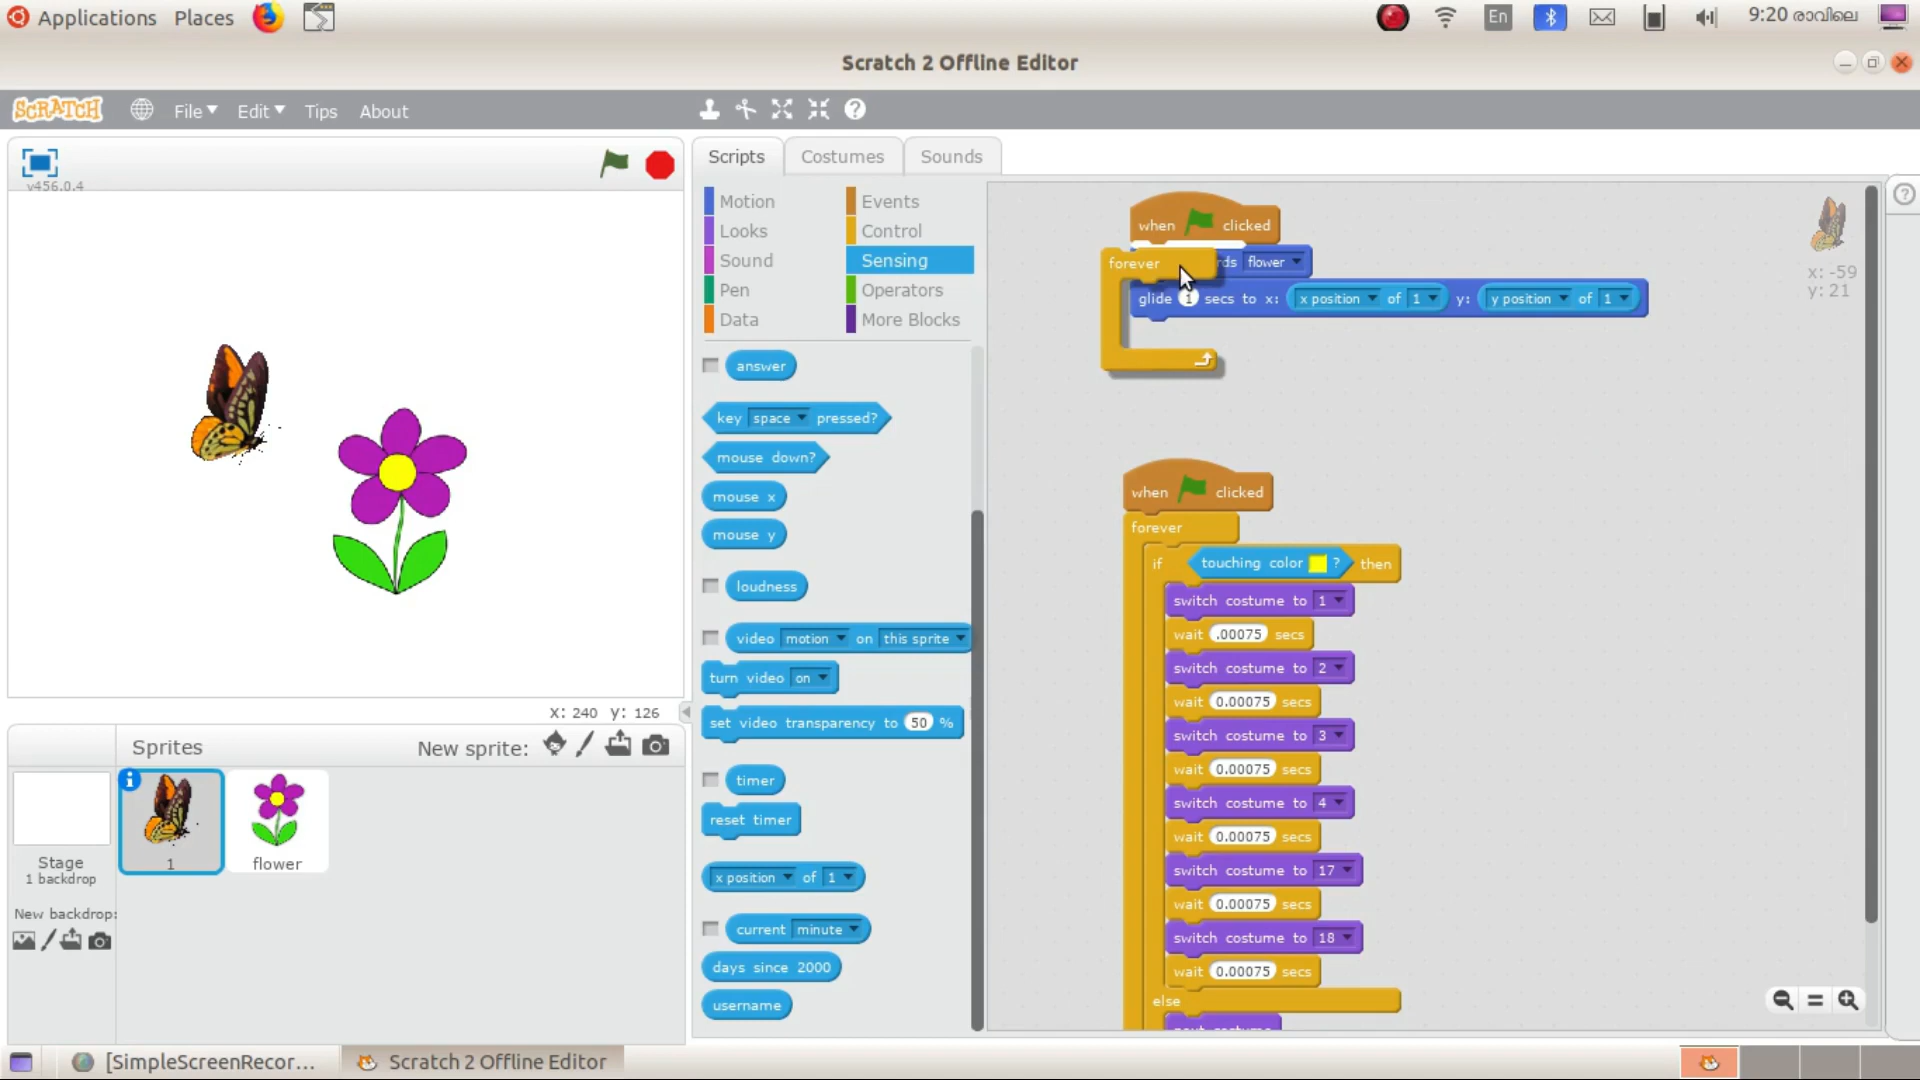 Applications Places En 9:20 രാവിലെ
Scratch 2 Offline Editor
SCRATCH File Edit Tips About
v456.0.4
Scripts Costumes Sounds
Motion Events
Looks Control
Sound Sensing
Pen Operators
Data More Blocks
answer
key space pressed?
mouse down?
mouse x
mouse y
loudness
video motion on this sprite
turn video on
set video transparency to 50 %
timer
reset timer
x position of 1
current minute
days since 2000
username
when clicked
forever rds flower
glide 1 secs to x: x position of 1 y: y position of 1
x: -59
y: 21
when clicked
forever
if touching color ? then
switch costume to 1
wait .00075 secs
switch costume to 2
wait 0.00075 secs
switch costume to 3
wait 0.00075 secs
switch costume to 4
wait 0.00075 secs
switch costume to 17
wait 0.00075 secs
switch costume to 18
wait 0.00075 secs
else
x: 240 y: 126
Sprites New sprite:
1 flower
Stage
1 backdrop
New backdrop:
[SimpleScreenRecor... Scratch 2 Offline Editor